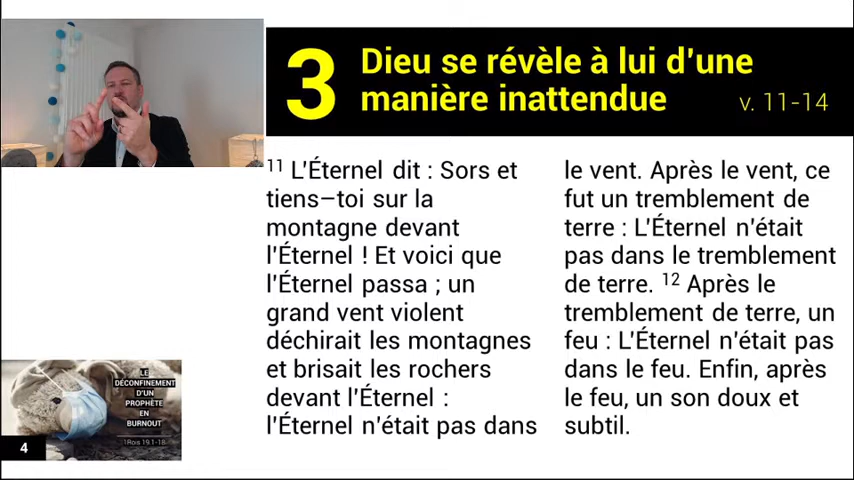 3
Dieu se révèle à lui d'une
manière inattendue
v. 11-14
11 L'Éternel dit : Sors et
tiens–toi sur la
montagne devant
l'Éternel ! Et voici que
l'Éternel passa ; un
grand vent violent
déchirait les montagnes
et brisait les rochers
devant l'Éternel :
l'Éternel n'était pas dans
le vent. Après le vent, ce
fut un tremblement de
terre : L'Éternel n'était
pas dans le tremblement
de terre. 12 Après le
tremblement de terre, un
feu : L'Éternel n'était pas
dans le feu. Enfin, après
le feu, un son doux et
subtil.
LE
DÉCONFINEMENT
D'UN
PROPHÈTE
EN
BURNOUT
1Rois 19.1-18
4